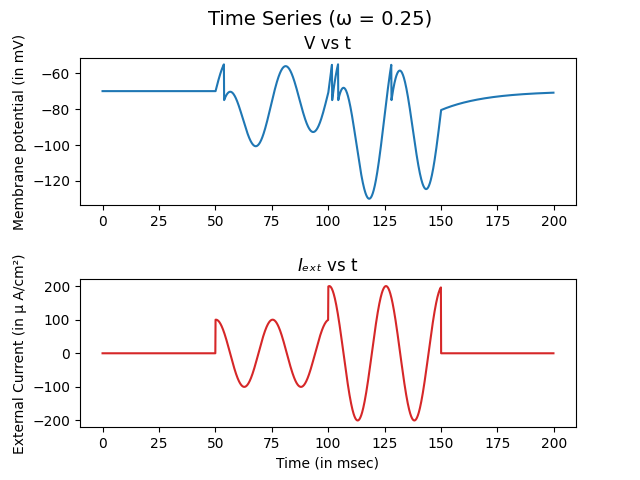 Time Series (ω = 0.25)
V vs t
Membrane potential (in mV)
−60
−80
−100
−120
0 25 50 75 100 125 150 175 200
Iₑₓₜ vs t
External Current (in μ A/cm²)
200
100
0
−100
−200
0 25 50 75 100 125 150 175 200
Time (in msec)